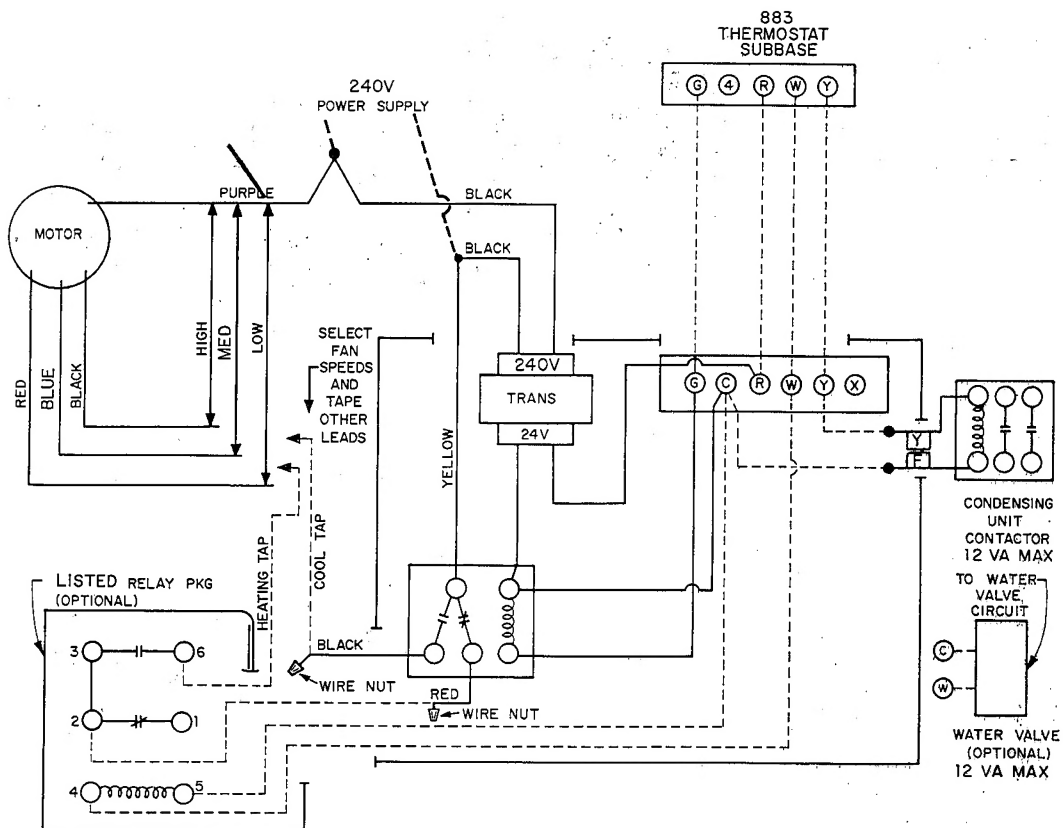 883
THERMOSTAT
SUBBASE
G 4 R W Y
240V
POWER SUPPLY
PURPLE
BLACK
MOTOR
BLACK
HIGH
MED
LOW
RED
BLUE
BLACK
SELECT
FAN
SPEEDS
AND
TAPE
OTHER
LEADS
240V
TRANS
24V
G C R W Y X
Y
F
YELLOW
CONDENSING
UNIT
CONTACTOR
12 VA MAX
HEATING TAP
COOL TAP
LISTED RELAY PKG
(OPTIONAL)
TO WATER
VALVE
CIRCUIT
3
6
BLACK
WIRE NUT
C
RED
W
2
1
WIRE NUT
WATER VALVE
(OPTIONAL)
12 VA MAX
4
5